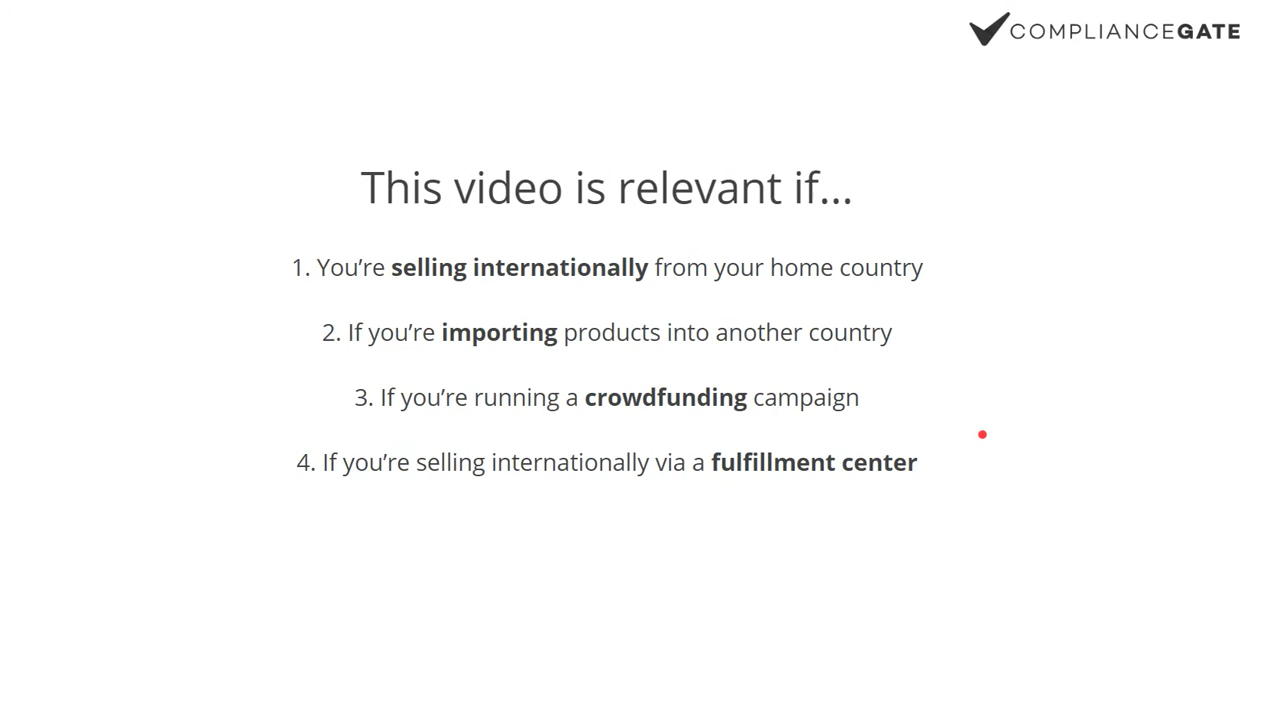 COMPLIANCEGATE
This video is relevant if...
1. You’re selling internationally from your home country
2. If you’re importing products into another country
3. If you’re running a crowdfunding campaign
4. If you’re selling internationally via a fulfillment center